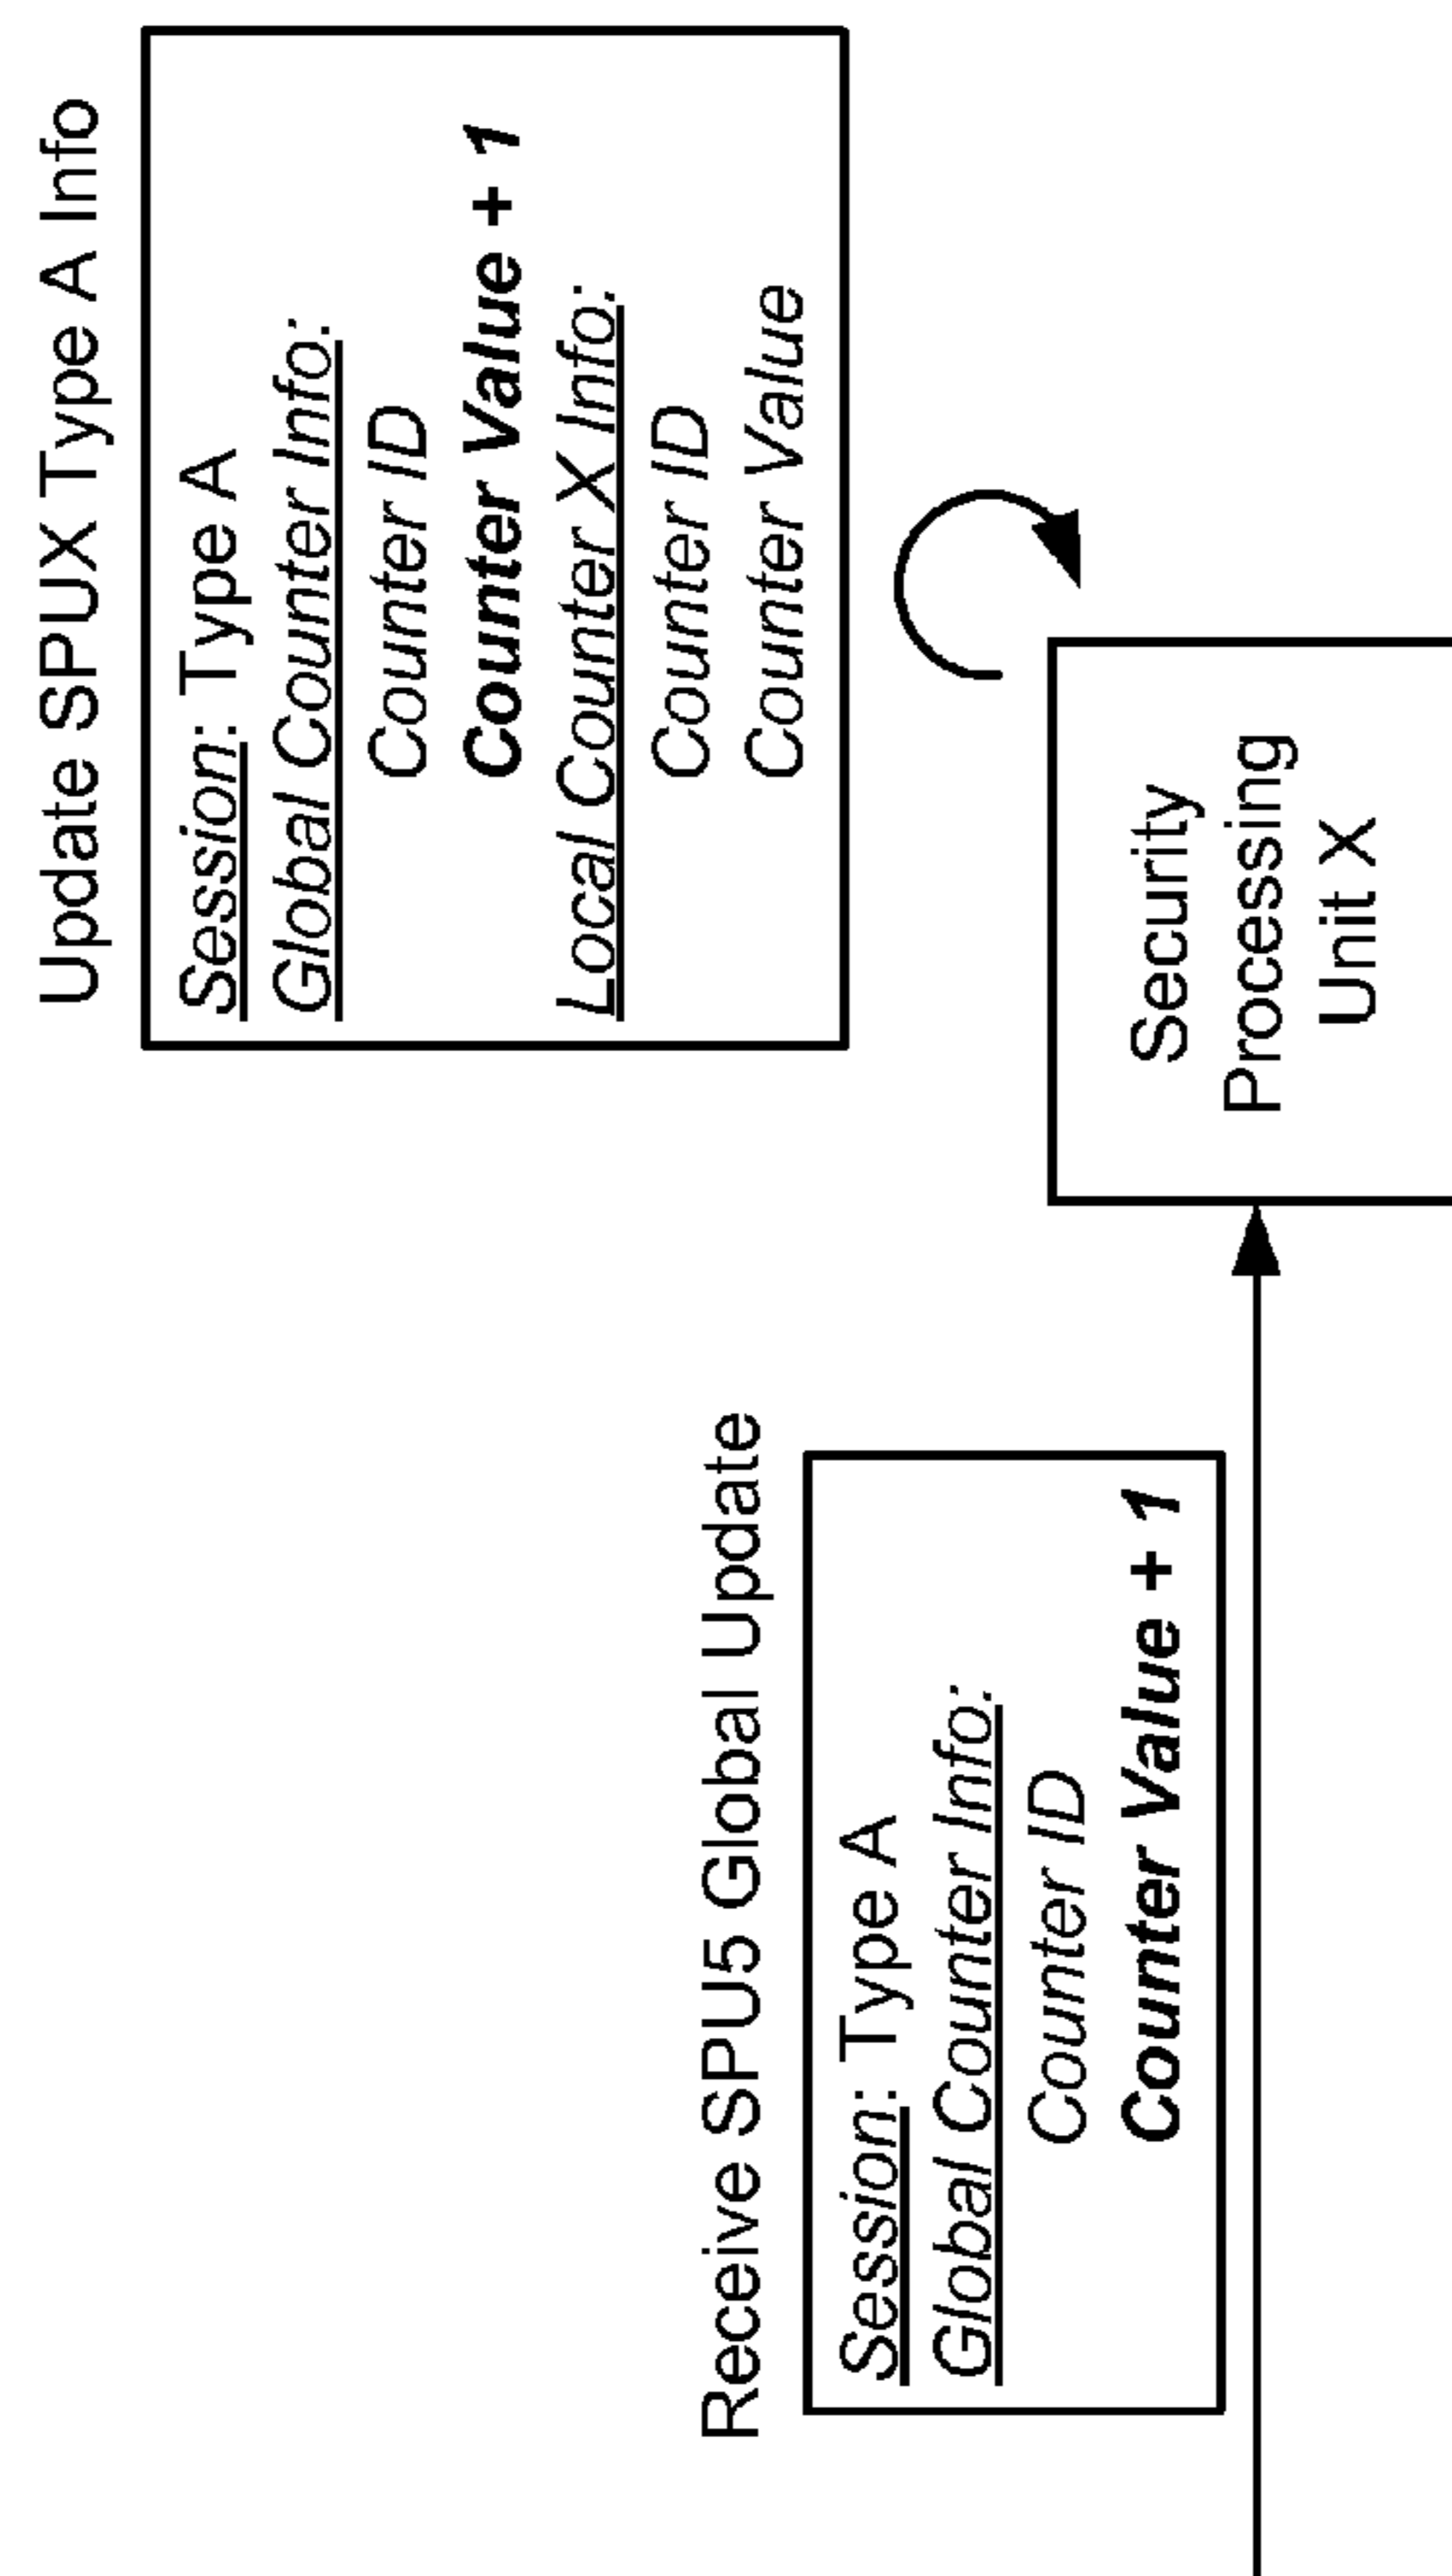 Update SPUX Type A Info
Session: Type A
Global Counter Info:
Counter ID
Counter Value + 1
Local Counter X Info:
Counter ID
Counter Value
Receive SPU5 Global Update
Session: Type A
Global Counter Info:
Counter ID
Counter Value + 1
Security
Processing
Unit X